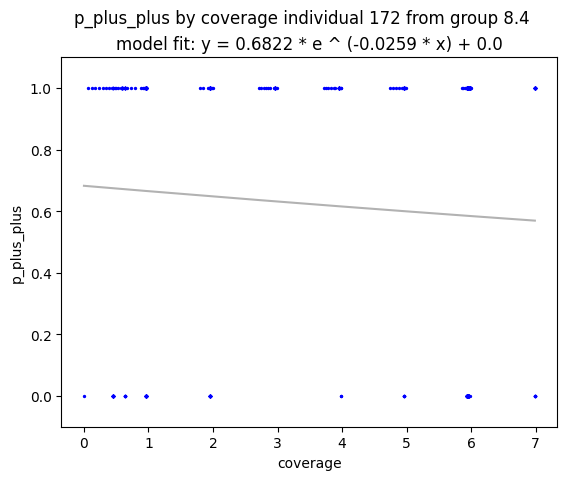 p_plus_plus by coverage individual 172 from group 8.4
model fit: y = 0.6822 * e ^ (-0.0259 * x) + 0.0
1.0
0.8
0.6
0.4
0.2
0.0
p_plus_plus
0 1 2 3 4 5 6 7
coverage